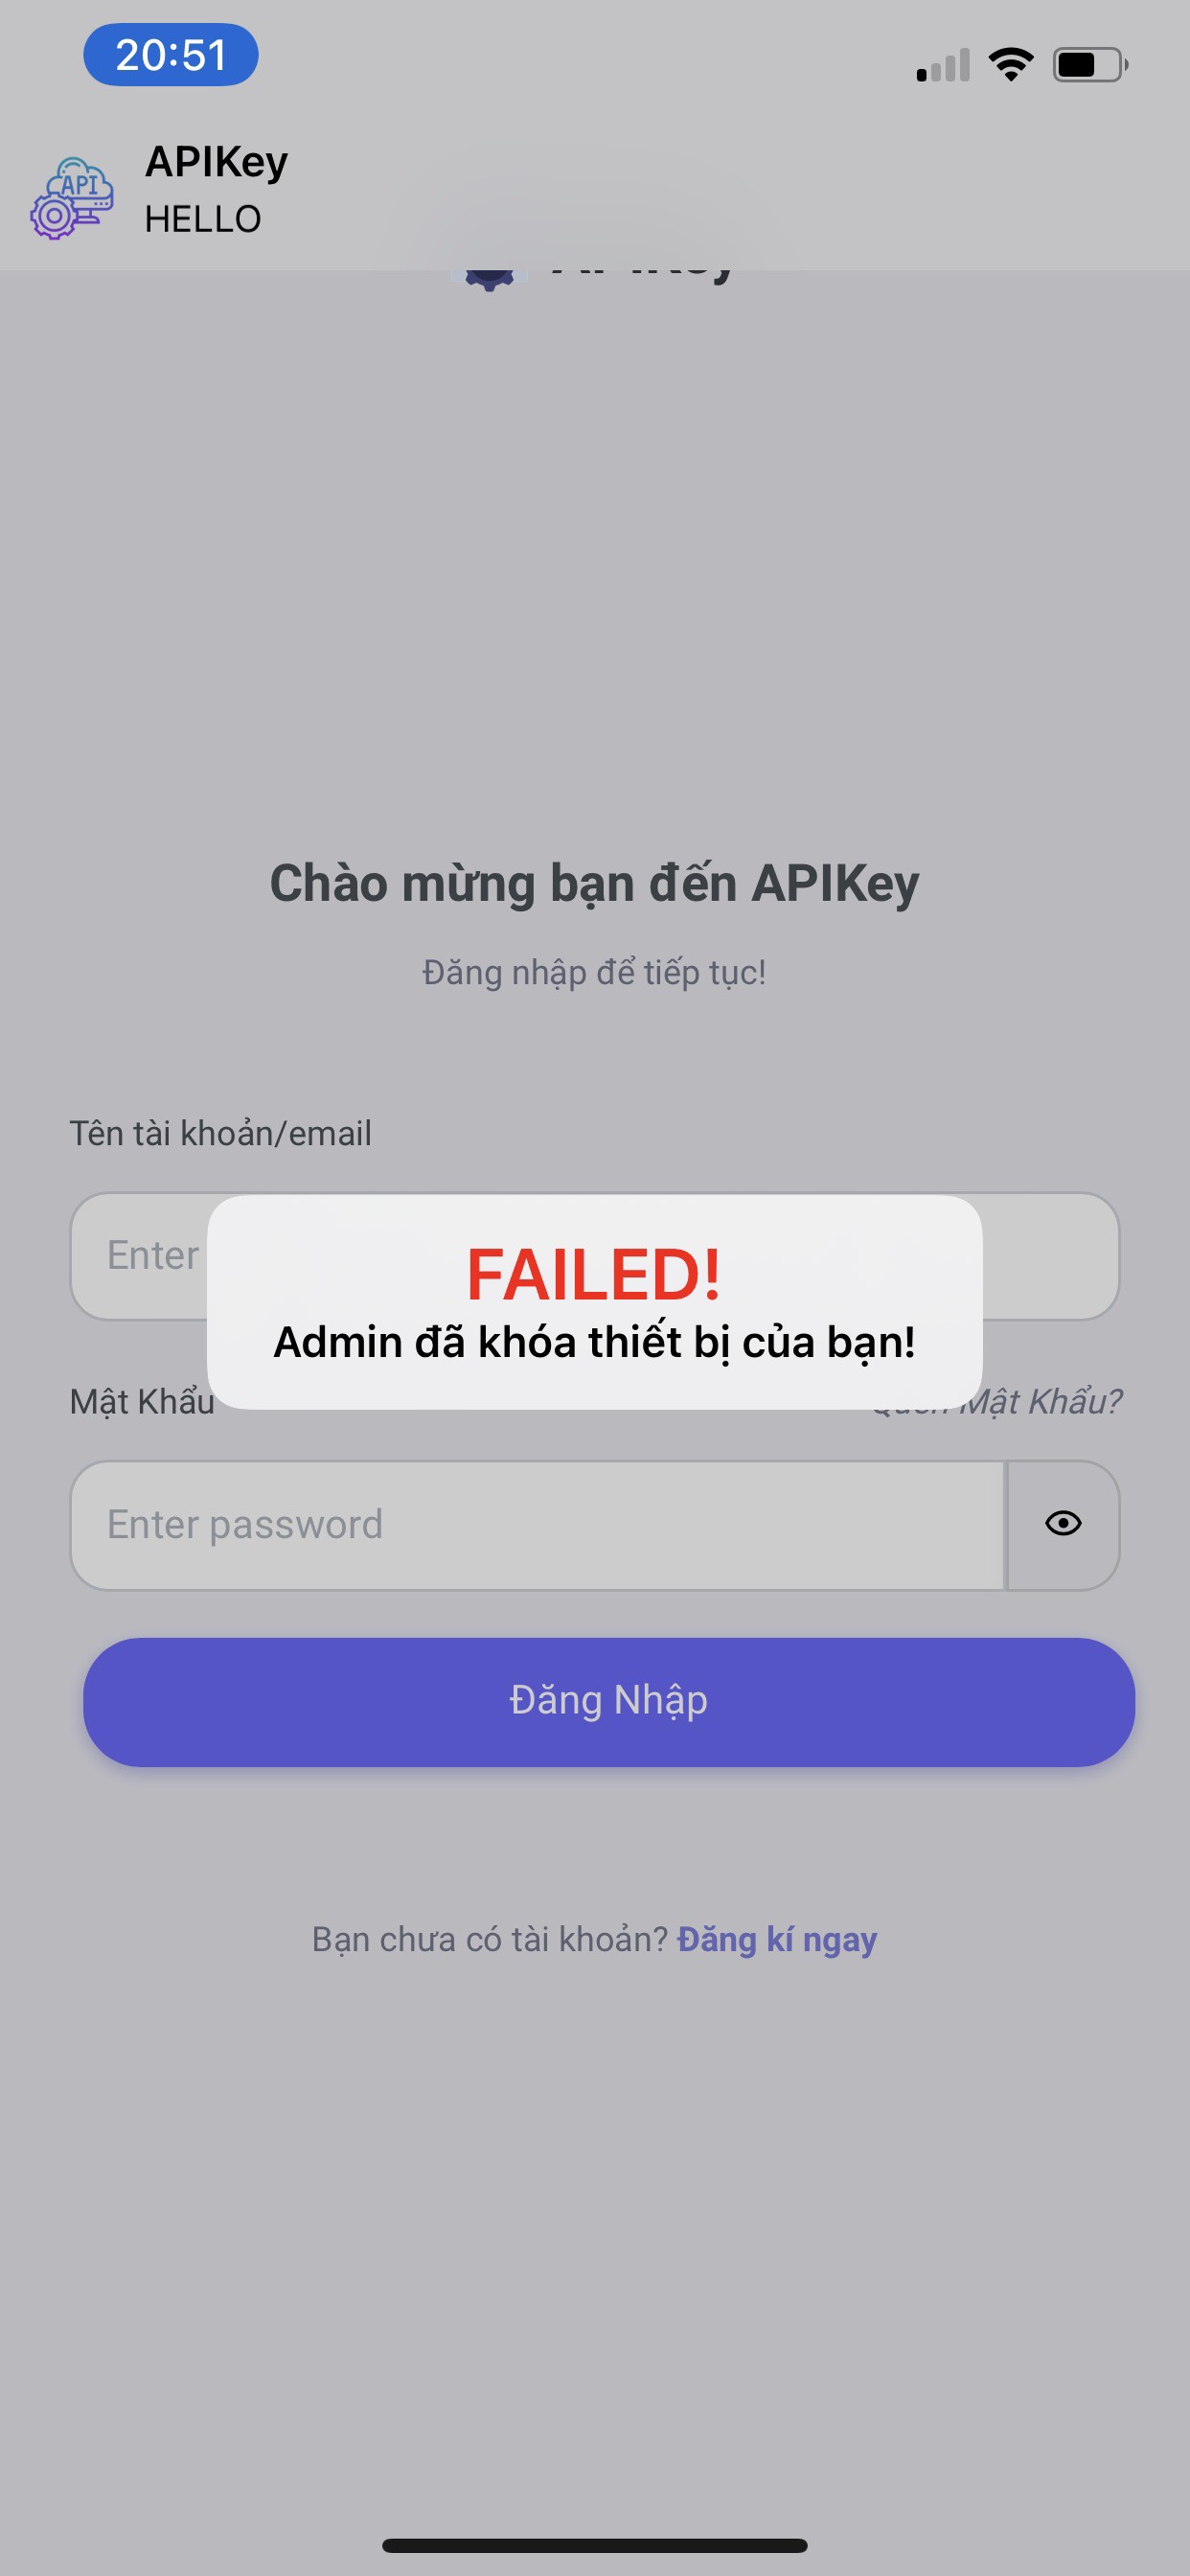 20:51
API
APIKey
HELLO
Chào mừng bạn đến APIKey
Đăng nhập để tiếp tục!
Tên tài khoản/email
Enter
FAILED!
Admin đã khóa thiết bị của bạn!
Mật Khẩu Mật Khẩu?
Enter password
Đăng Nhập
Bạn chưa có tài khoản? Đăng kí ngay